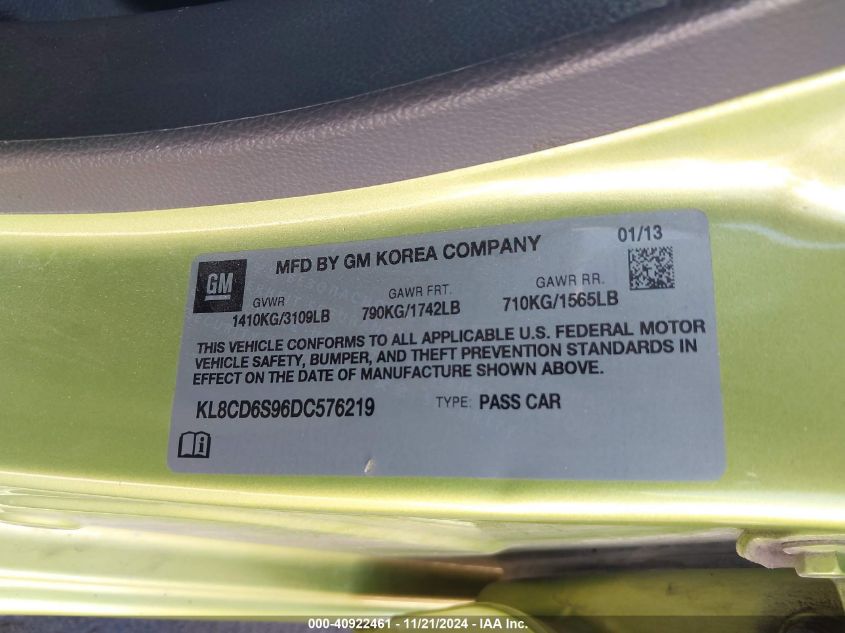 MFD BY GM KOREA COMPANY 01/13
GM
GVWR GAWR FRT. GAWR RR.
1410KG/3109LB 790KG/1742LB 710KG/1565LB
THIS VEHICLE CONFORMS TO ALL APPLICABLE U.S. FEDERAL MOTOR
VEHICLE SAFETY, BUMPER, AND THEFT PREVENTION STANDARDS IN
EFFECT ON THE DATE OF MANUFACTURE SHOWN ABOVE.
KL8CD6S96DC576219 TYPE: PASS CAR
000-40922461 - 11/21/2024 - IAA Inc.